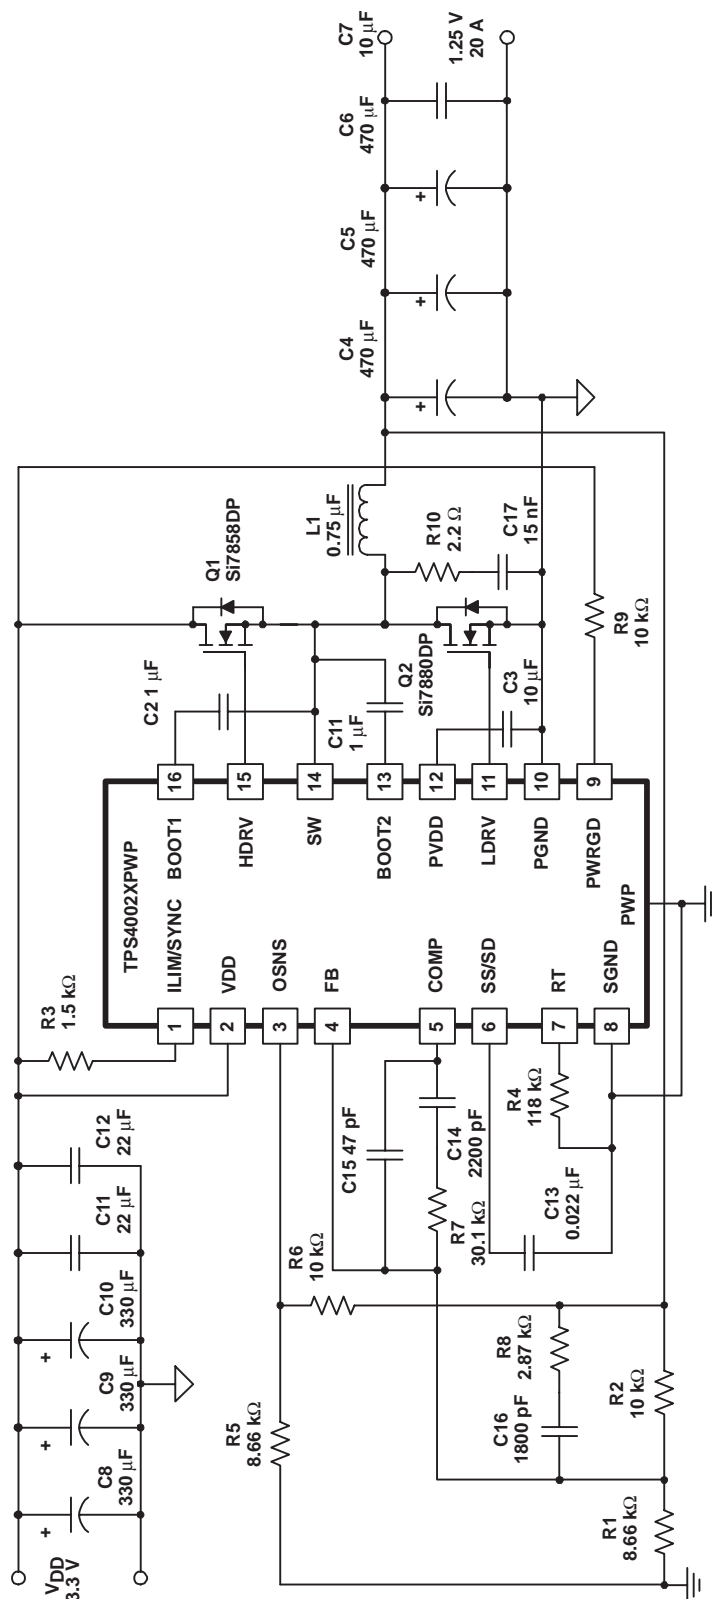 VDD
3.3 V
C8
330 µF
C9
330 µF
C10
330 µF
C11
22 µF
C12
22 µF
R3
1.5 kΩ
TPS4002XPWP
1
ILIM/SYNC
BOOT1
16
2
VDD
HDRV
15
3
OSNS
SW
14
4
FB
BOOT2
13
PVDD
12
5
COMP
LDRV
11
6
SS/SD
PGND
10
7
RT
PWRGD
9
8
SGND
PWP
C2 1 µF
Q1
Si7858DP
C11
1 µF
Q2
Si7880DP
C3
10 µF
L1
0.75 µF
R10
2.2 Ω
C17
15 nF
R9
10 kΩ
C4
470 µF
C5
470 µF
C6
470 µF
C7
10 µF
1.25 V
20 A
+
+
+
+
+
+
R5
8.66 kΩ
R6
10 kΩ
C15 47 pF
R7
30.1 kΩ
C14
2200 pF
C13
0.022 µF
R4
118 kΩ
C16
1800 pF
R8
2.87 kΩ
R1
8.66 kΩ
R2
10 kΩ